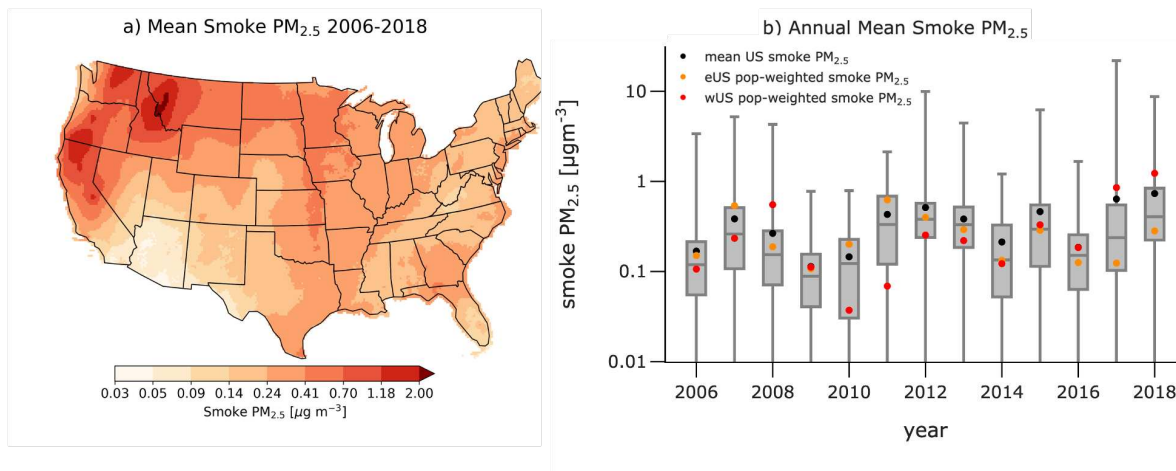 a) Mean Smoke PM2.5 2006-2018
0.03 0.05 0.09 0.14 0.24 0.41 0.70 1.18 2.00
Smoke PM2.5 [μg m−3]
b) Annual Mean Smoke PM2.5
mean US smoke PM2.5
eUS pop-weighted smoke PM2.5
wUS pop-weighted smoke PM2.5
smoke PM2.5 [μgm-3]
10
1
0.1
0.01
2006 2008 2010 2012 2014 2016 2018
year